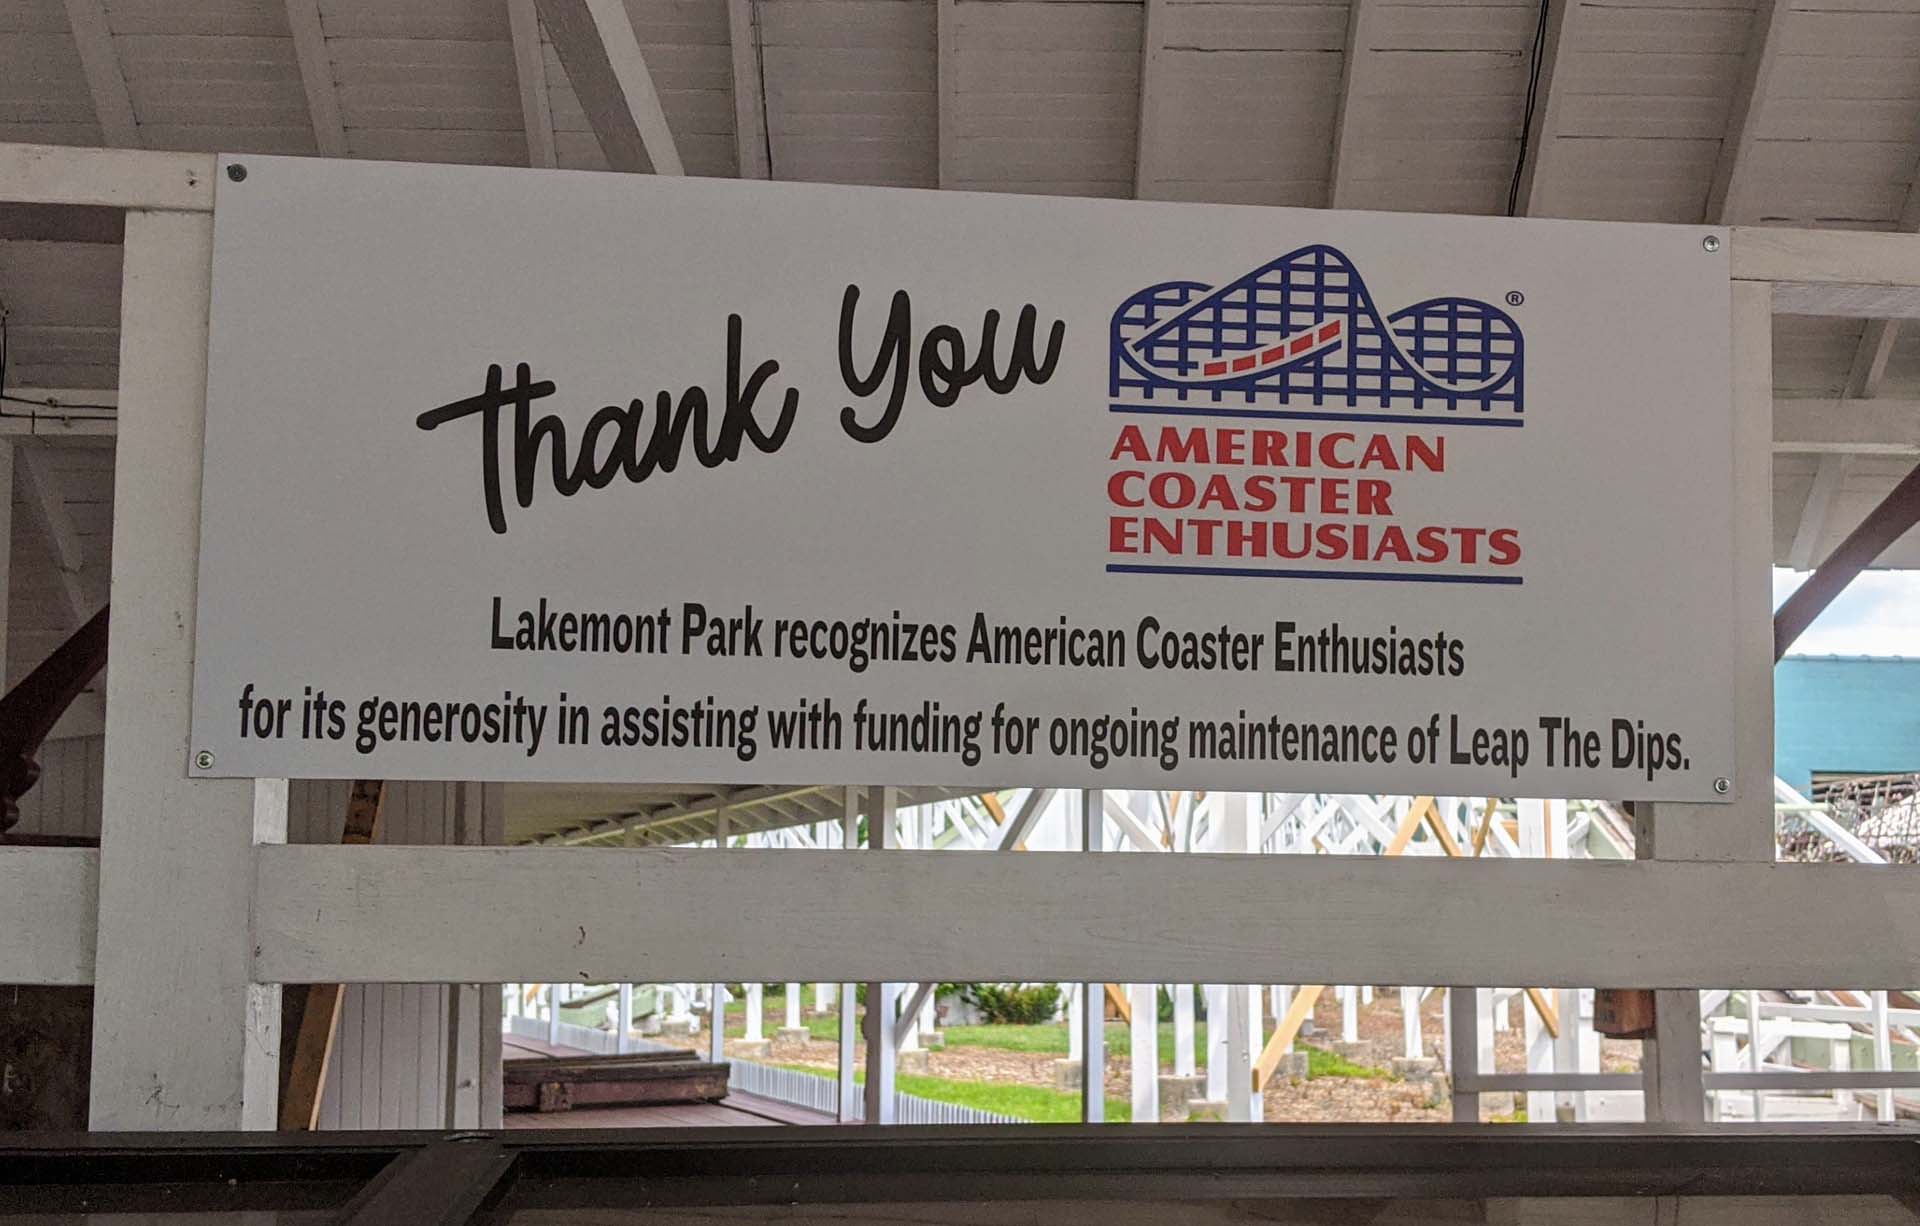 Thank You
®
AMERICAN
COASTER
ENTHUSIASTS
Lakemont Park recognizes American Coaster Enthusiasts
for its generosity in assisting with funding for ongoing maintenance of Leap The Dips.